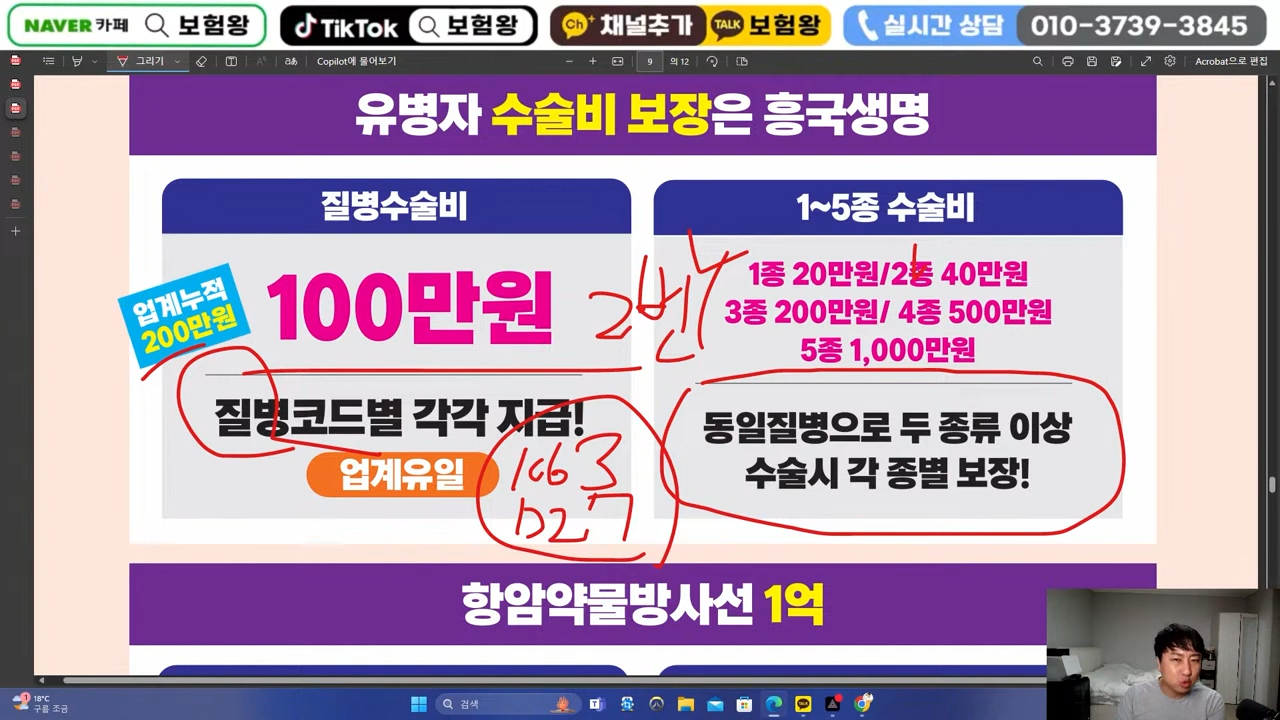 NAVER 카페 보험왕 TikTok 보험왕 Ch+ 채널추가 TALK 보험왕 실시간 상담 010-3739-3845
그리기 aあ Copilot에 물어보기 9 의 12 Acrobat으로 편집
유병자 수술비 보장은 흥국생명
질병수술비
업계누적
200만원
100만원
질병코드별 각각 지급!
업계유일
1~5종 수술비
1종 20만원/2종 40만원
3종 200만원/ 4종 500만원
5종 1,000만원
동일질병으로 두 종류 이상
수술시 각 종별 보장!
2번
D27
항암약물방사선 1억
1
18°C
구름 조금
검색